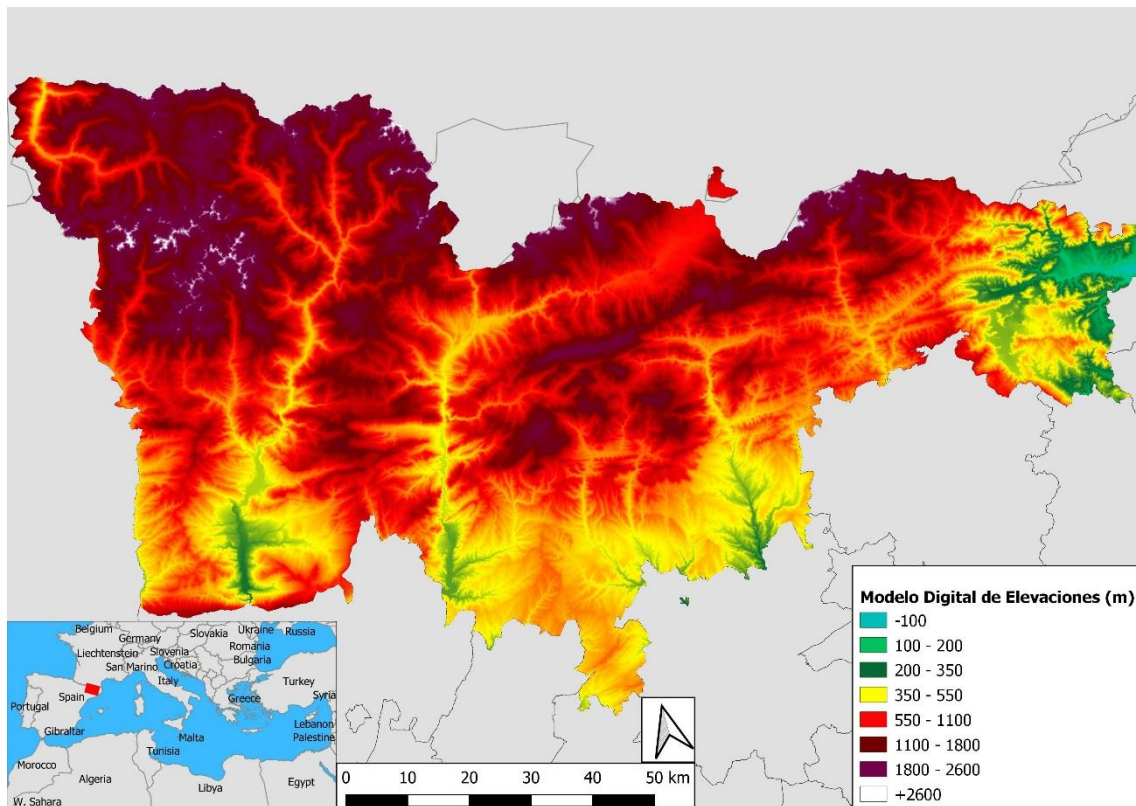 Modelo Digital de Elevaciones (m)
-100
100 - 200
200 - 350
350 - 550
550 - 1100
1100 - 1800
1800 - 2600
+2600
Belgium
Germany
Slovakia
Ukraine
Russia
Liechtenstein
Slovenia
Romania
San Marino
Croatia
Bulgaria
Italy
Spain
Turkey
Portugal
Greece
Syria
Gibraltar
Malta
Lebanon
Tunisia
Palestine
Morocco
Algeria
Libya
Egypt
W. Sahara
0 10 20 30 40 50 km